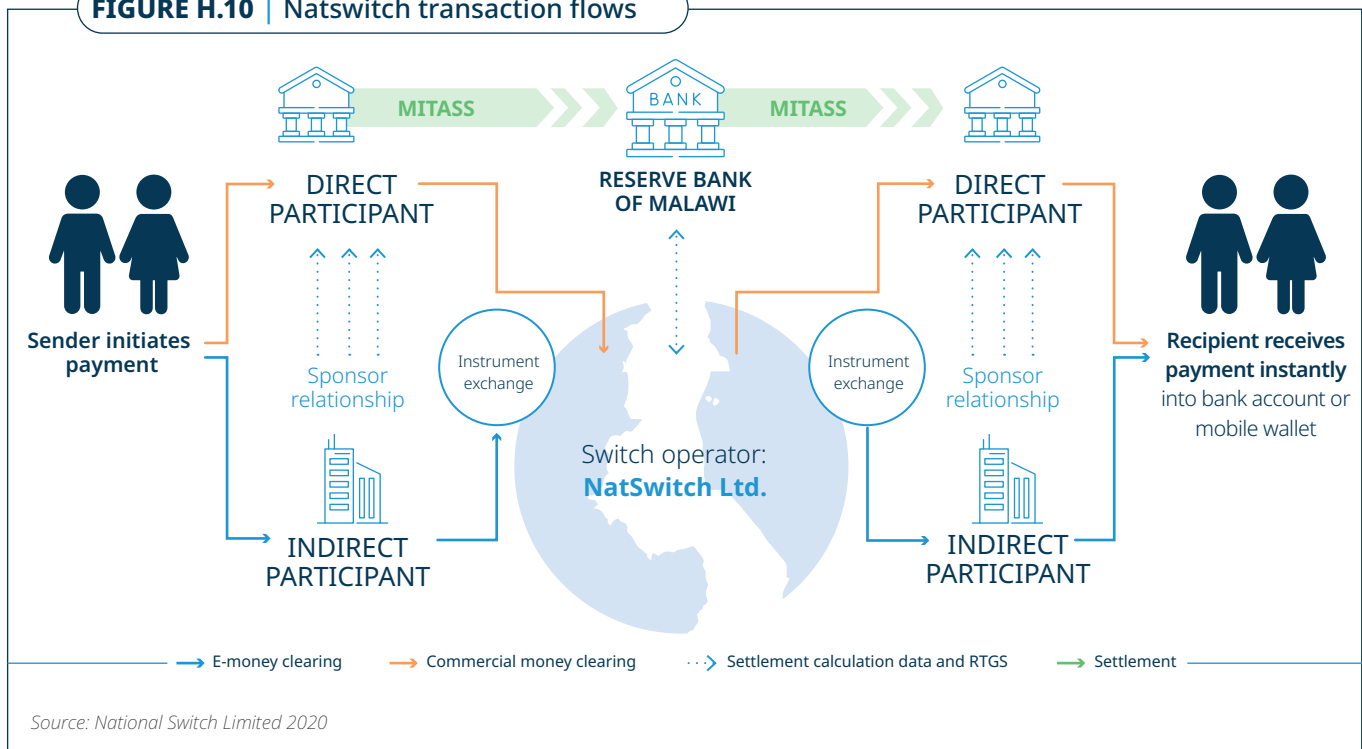 FIGURE H.10 | Natswitch transaction flows
MITASS
BANK
MITASS
RESERVE BANK
OF MALAWI
DIRECT
PARTICIPANT
DIRECT
PARTICIPANT
Sender initiates
payment
Instrument
exchange
Instrument
exchange
Recipient receives
payment instantly
into bank account or
mobile wallet
Sponsor
relationship
Sponsor
relationship
Switch operator:
NatSwitch Ltd.
INDIRECT
PARTICIPANT
INDIRECT
PARTICIPANT
E-money clearing
Commercial money clearing
Settlement calculation data and RTGS
Settlement
Source: National Switch Limited 2020